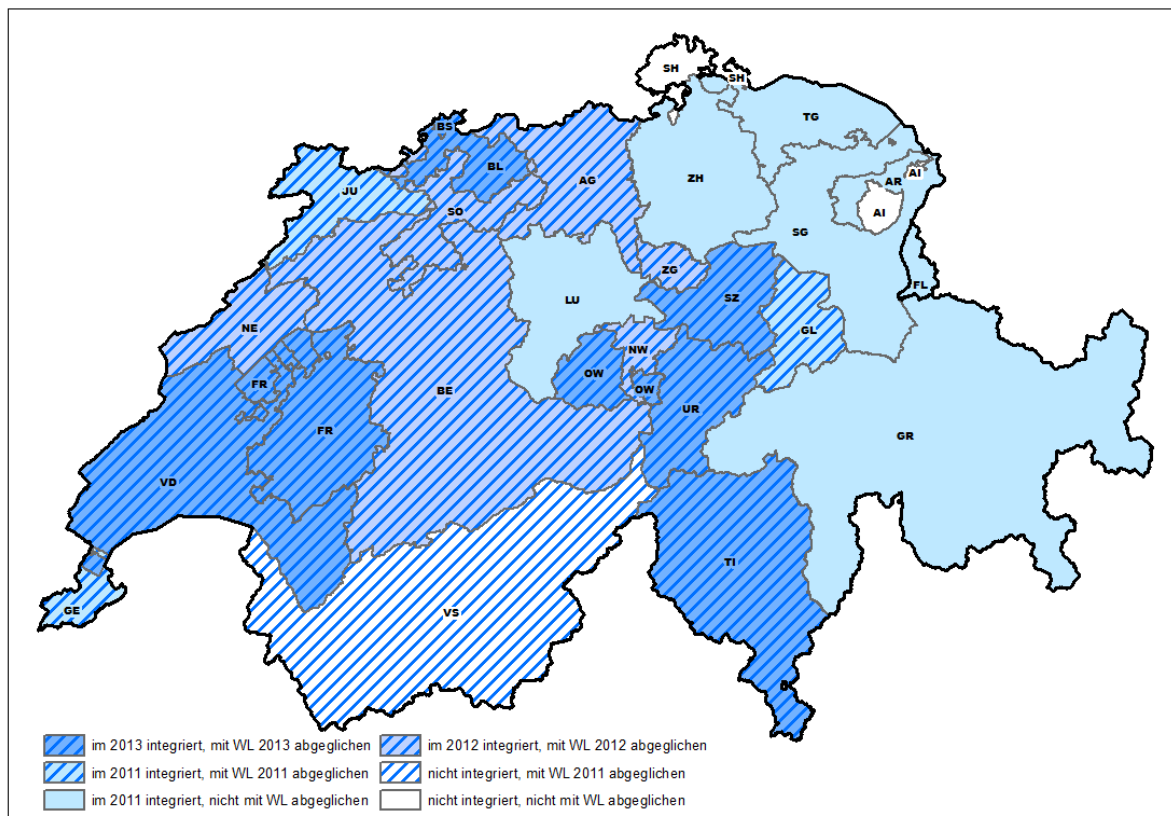 SH
SH
TG
BS
BL
AG
ZH
AR
AI
AI
JU
SO
SG
ZG
FL
LU
SZ
NE
GL
NW
OW
OW
FR
BE
UR
FR
GR
VD
TI
GE
VS
im 2013 integriert, mit WL 2013 abgeglichen
im 2012 integriert, mit WL 2012 abgeglichen
im 2011 integriert, mit WL 2011 abgeglichen
nicht integriert, mit WL 2011 abgeglichen
im 2011 integriert, nicht mit WL abgeglichen
nicht integriert, nicht mit WL abgeglichen